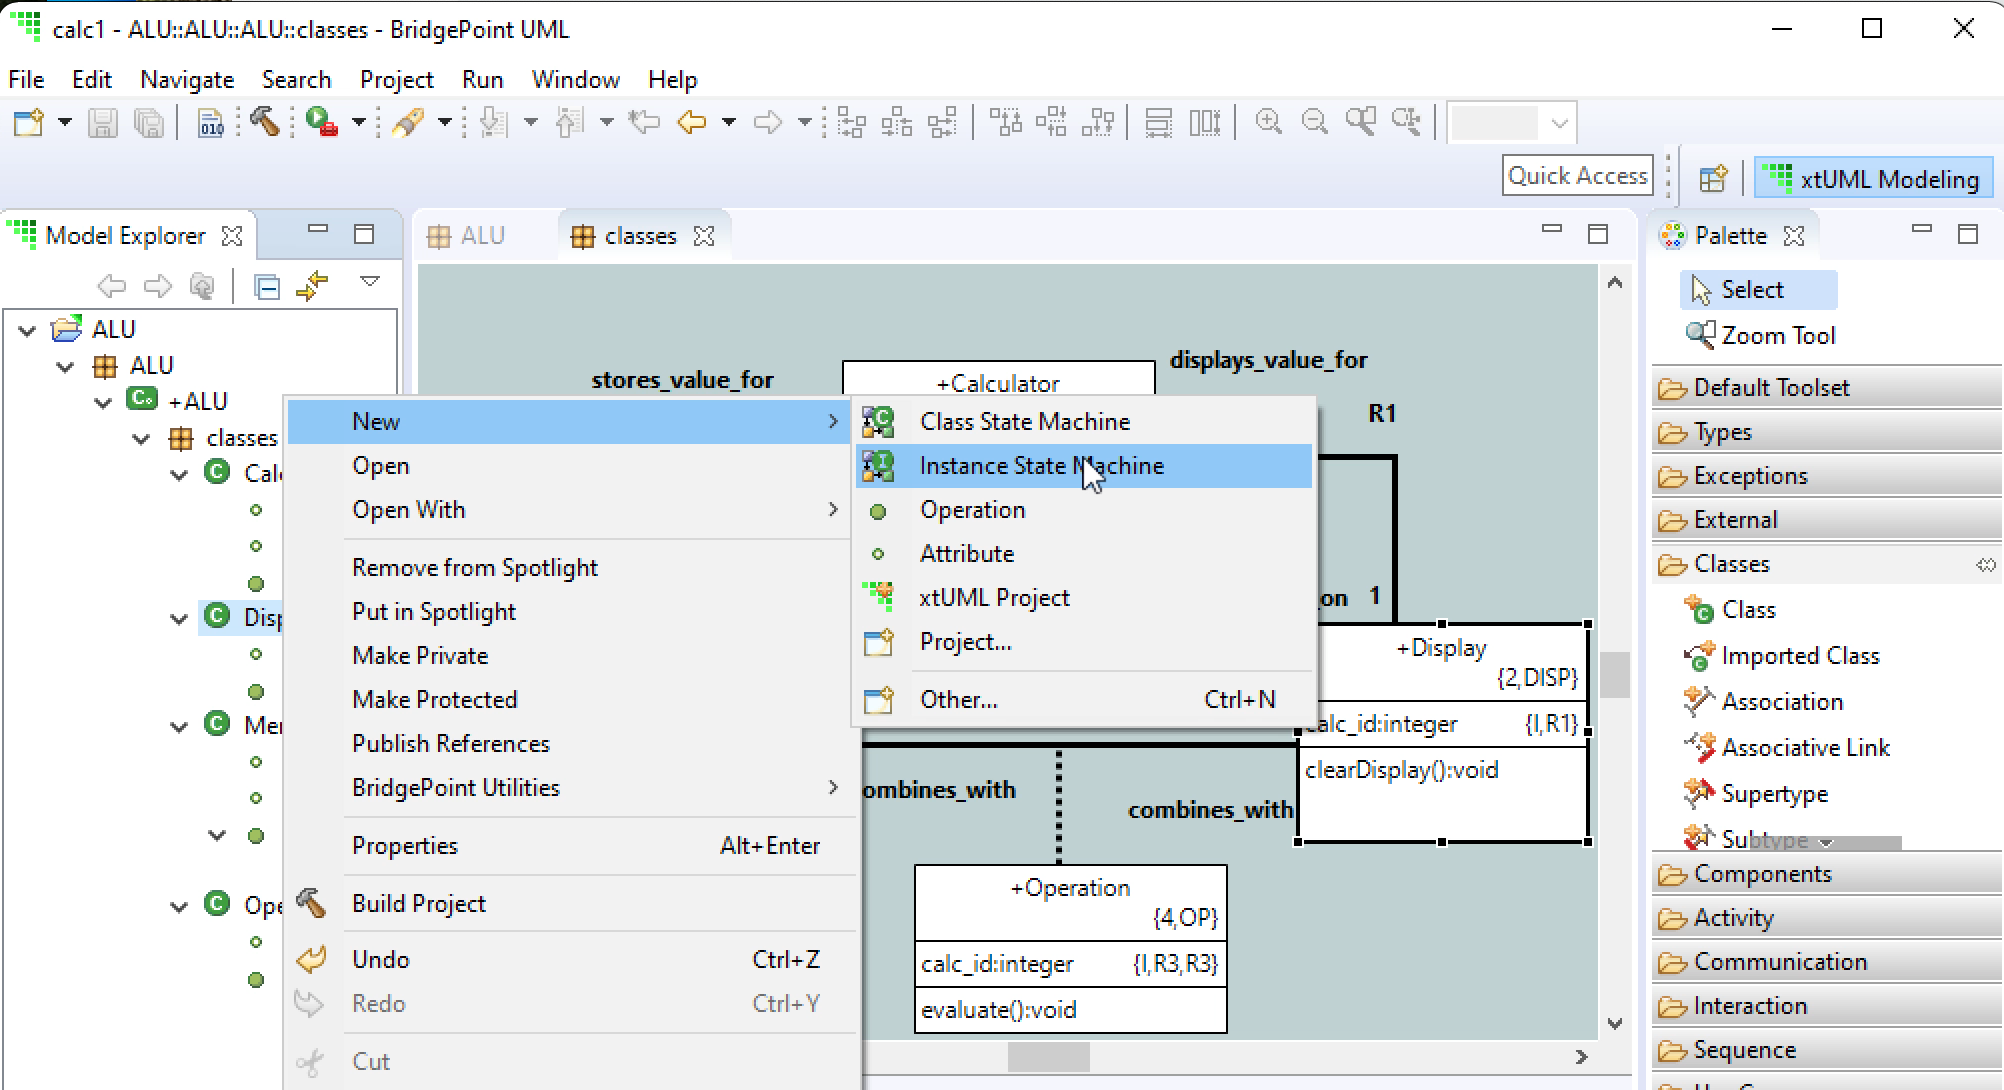 calc1 - ALU::ALU::ALU::classes - BridgePoint UML
File Edit Navigate Search Project Run Window Help
010
Quick Access
xtUML Modeling
Model Explorer
ALU
classes
Palette
ALU
ALU
+ALU
classes
Calc
Disp
Mer
Ope
New
Open
Open With
Remove from Spotlight
Put in Spotlight
Make Private
Make Protected
Publish References
BridgePoint Utilities
Properties Alt+Enter
Build Project
Undo Ctrl+Z
Redo Ctrl+Y
Cut
Class State Machine
Instance State Machine
Operation
Attribute
xtUML Project
Project...
Other... Ctrl+N
stores_value_for
+Calculator
displays_value_for
R1
on 1
+Display
{2,DISP}
calc_id:integer {I,R1}
clearDisplay():void
ombines_with
combines_with
+Operation
{4,OP}
calc_id:integer {I,R3,R3}
evaluate():void
Select
Zoom Tool
Default Toolset
Types
Exceptions
External
Classes
Class
Imported Class
Association
Associative Link
Supertype
Subtype
Components
Activity
Communication
Interaction
Sequence